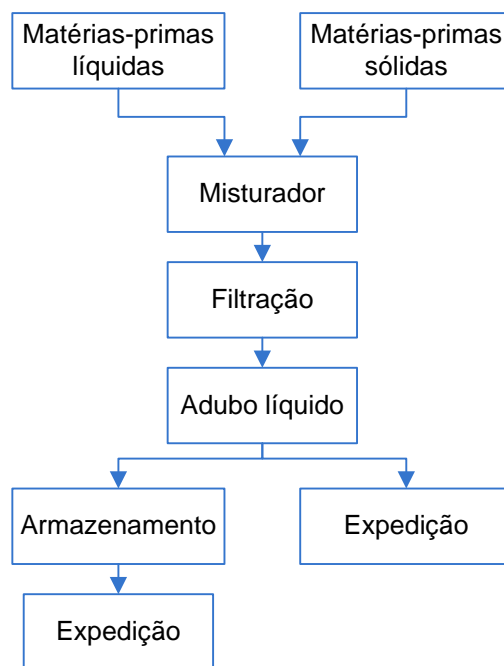 Matérias-primas
líquidas
Matérias-primas
sólidas
Misturador
Filtração
Adubo líquido
Armazenamento
Expedição
Expedição